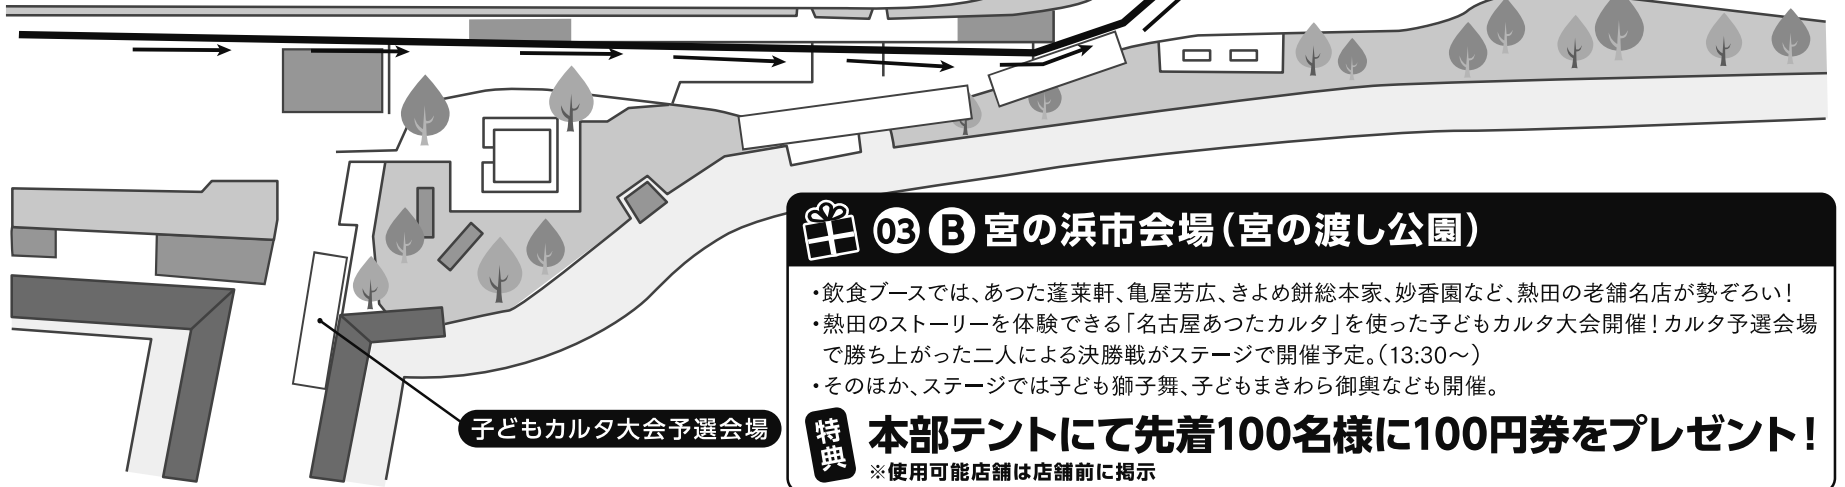 03 B 宮の浜市会場(宮の渡し公園)
・飲食ブースでは、あつた蓬莱軒、亀屋芳広、きよめ餅総本家、妙香園など、熱田の老舗名店が勢ぞろい!
・熱田のストーリーを体験できる「名古屋あつたカルタ」を使った子どもカルタ大会開催!カルタ予選会場
で勝ち上がった二人による決勝戦がステージで開催予定。(13:30〜)
・そのほか、ステージでは子ども獅子舞、子どもまきわら御輿なども開催。
子どもカルタ大会予選会場
特典
本部テントにて先着100名様に100円券をプレゼント!
※使用可能店舗は店舗前に掲示